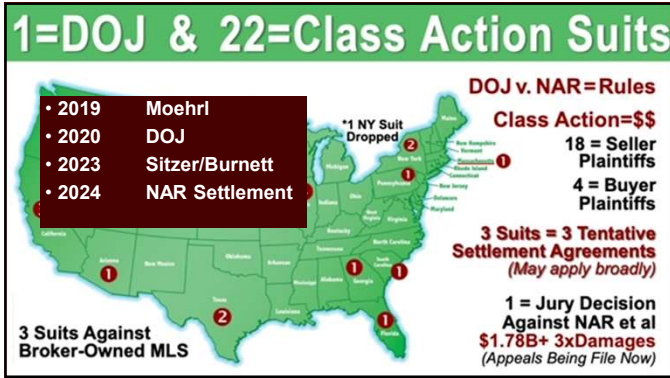 1=DOJ & 22=Class Action Suits
• 2019 Moehrl
• 2020 DOJ
• 2023 Sitzer/Burnett
• 2024 NAR Settlement
*1 NY Suit
Dropped
DOJ v. NAR=Rules
Class Action=$$
18 = Seller
Plaintiffs
4 = Buyer
Plaintiffs
3 Suits = 3 Tentative
Settlement Agreements
(May apply broadly)
1 = Jury Decision
Against NAR et al
$1.78B+ 3xDamages
(Appeals Being File Now)
3 Suits Against
Broker-Owned MLS
Maine
New Hampshire
Vermont
Massachusetts
1
Rhode Island
Connecticut
New York
2
Pennsylvania
1
New Jersey
Delaware
Maryland
Michigan
Indiana
Ohio
West Virginia
Virginia
Kentucky
North Carolina
Tennessee
South Carolina
1
Georgia
1
Alabama
Mississippi
Louisiana
Arkansas
Oklahoma
Texas
2
New Mexico
Arizona
1
California
Florida
1